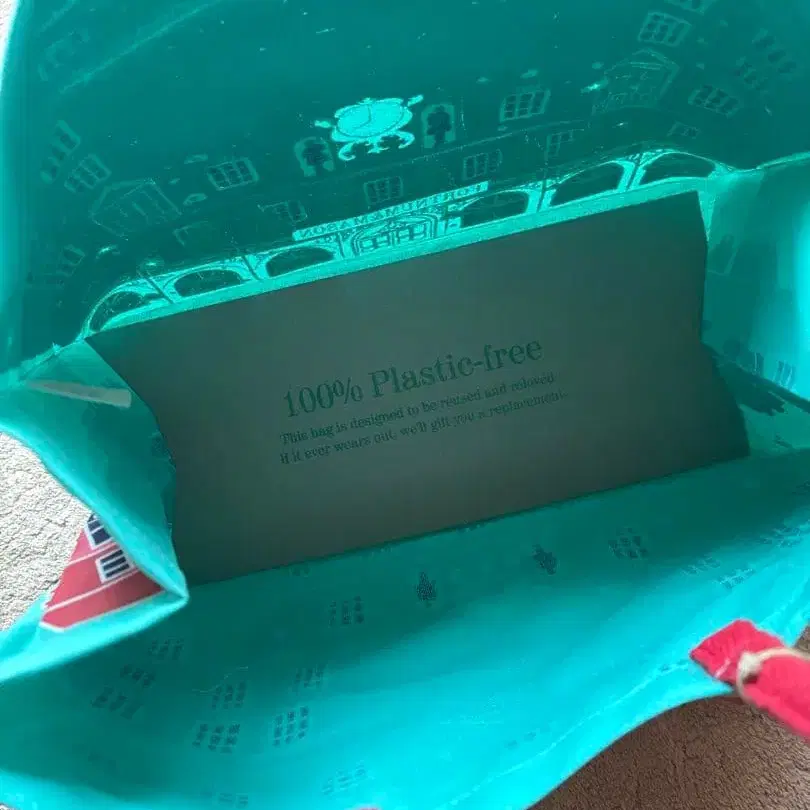 FORTNUM & MASON
100% Plastic-free
This bag is designed to be reused and reloved
If it ever wears out, we'll gift you a replacement.